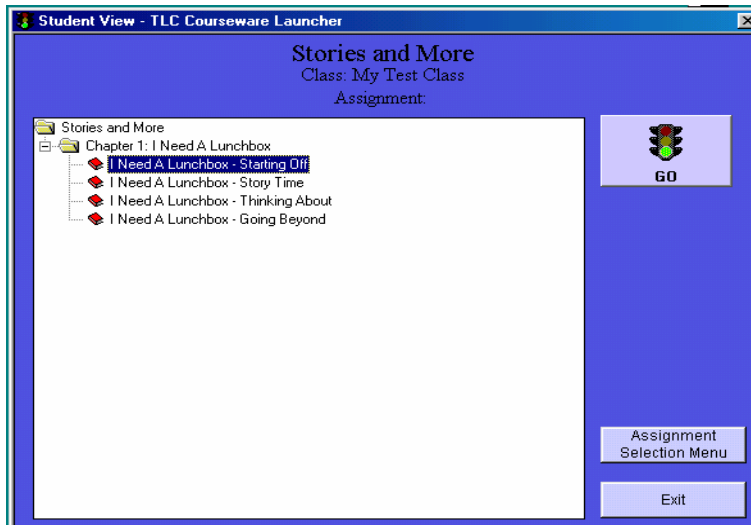 Student View - TLC Courseware Launcher
Stories and More
Class: My Test Class
Assignment:
Stories and More
Chapter 1: I Need A Lunchbox
I Need A Lunchbox - Starting Off
I Need A Lunchbox - Story Time
I Need A Lunchbox - Thinking About
I Need A Lunchbox - Going Beyond
GO
Assignment
Selection Menu
Exit